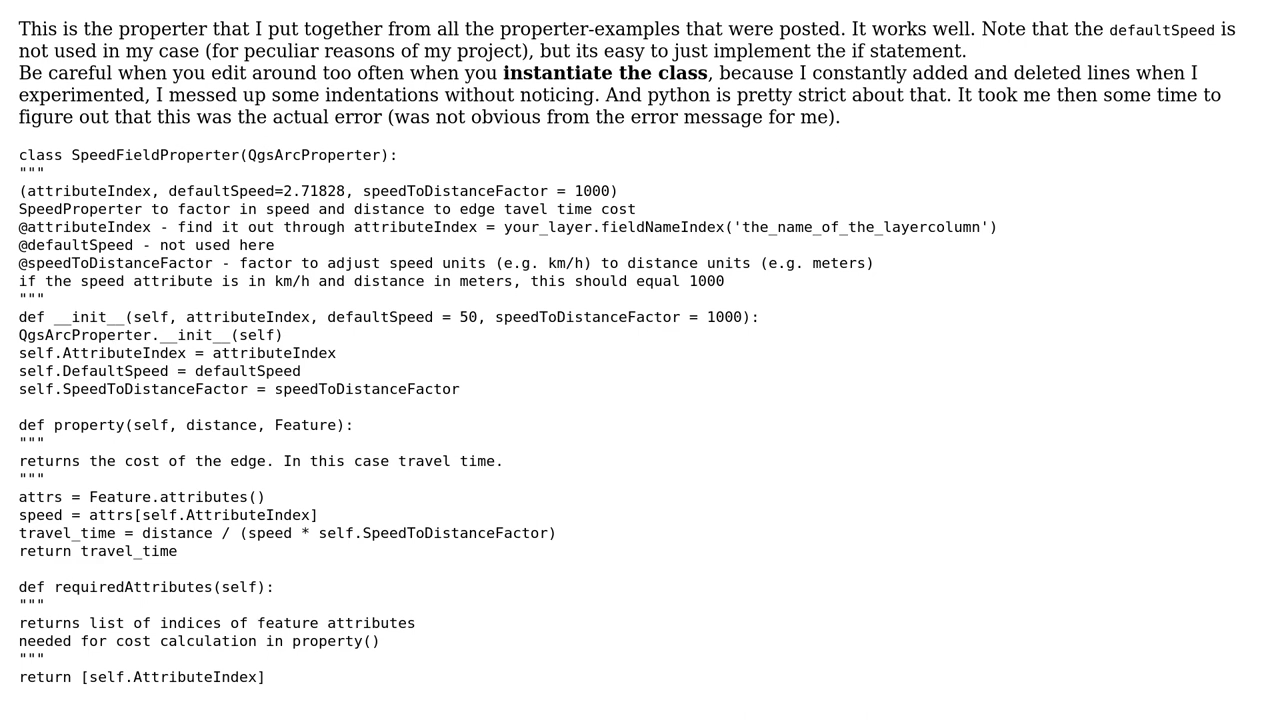 This is the properter that I put together from all the properter-examples that were posted. It works well. Note that the defaultSpeed is
not used in my case (for peculiar reasons of my project), but its easy to just implement the if statement.
Be careful when you edit around too often when you instantiate the class, because I constantly added and deleted lines when I
experimented, I messed up some indentations without noticing. And python is pretty strict about that. It took me then some time to
figure out that this was the actual error (was not obvious from the error message for me).
class SpeedFieldProperter(QgsArcProperter):
"""
(attributeIndex, defaultSpeed=2.71828, speedToDistanceFactor = 1000)
SpeedProperter to factor in speed and distance to edge tavel time cost
@attributeIndex - find it out through attributeIndex = your_layer.fieldNameIndex('the_name_of_the_layercolumn')
@defaultSpeed - not used here
@speedToDistanceFactor - factor to adjust speed units (e.g. km/h) to distance units (e.g. meters)
if the speed attribute is in km/h and distance in meters, this should equal 1000
"""
def __init__(self, attributeIndex, defaultSpeed = 50, speedToDistanceFactor = 1000):
QgsArcProperter.__init__(self)
self.AttributeIndex = attributeIndex
self.DefaultSpeed = defaultSpeed
self.SpeedToDistanceFactor = speedToDistanceFactor
def property(self, distance, Feature):
"""
returns the cost of the edge. In this case travel time.
"""
attrs = Feature.attributes()
speed = attrs[self.AttributeIndex]
travel_time = distance / (speed * self.SpeedToDistanceFactor)
return travel_time
def requiredAttributes(self):
"""
returns list of indices of feature attributes
needed for cost calculation in property()
"""
return [self.AttributeIndex]